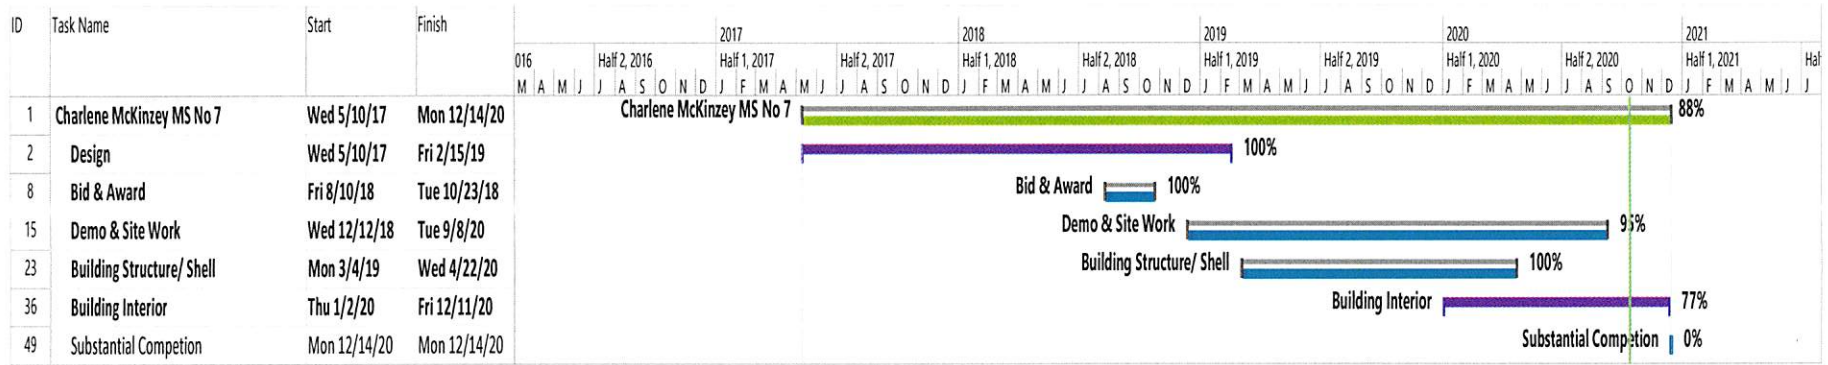 ID Task Name Start Finish
2017 2018 2019 2020 2021
016 Half 2, 2016 Half 1, 2017 Half 2, 2017 Half 1, 2018 Half 2, 2018 Half 1, 2019 Half 2, 2019 Half 1, 2020 Half 2, 2020 Half 1, 2021 Hal
M A M J J A S O N D J F M A M J J A S O N D J F M A M J J A S O N D J F M A M J J A S O N D J F M A M J J A S O N D J F M A M J J
1 Charlene McKinzey MS No 7 Wed 5/10/17 Mon 12/14/20 Charlene McKinzey MS No 7 88%
2 Design Wed 5/10/17 Fri 2/15/19 100%
8 Bid & Award Fri 8/10/18 Tue 10/23/18 Bid & Award 100%
15 Demo & Site Work Wed 12/12/18 Tue 9/8/20 Demo & Site Work 95%
23 Building Structure/ Shell Mon 3/4/19 Wed 4/22/20 Building Structure/ Shell 100%
36 Building Interior Thu 1/2/20 Fri 12/11/20 Building Interior 77%
49 Substantial Competion Mon 12/14/20 Mon 12/14/20 Substantial Competion 0%